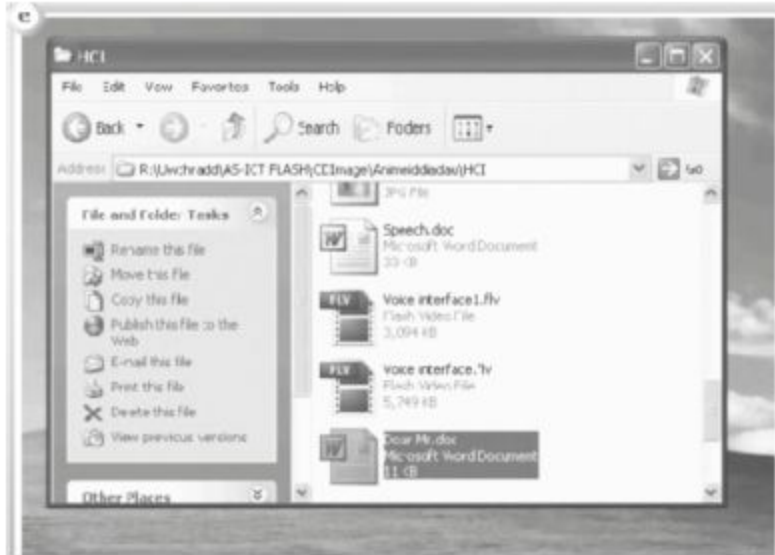 e
HCI
File Edit View Favorites Tools Help
Back Search Folders
Address R:\Uwchradd\AS-ICT FLASH\CDImage\Animeiddiadau\HCI Go
File and Folder Tasks
Rename this file
Move this file
Copy this file
Publish this file to the
Web
E-mail this file
Print this file
Delete this file
View previous versions
Other Places
JPG File
Speech.doc
Microsoft Word Document
33 KB
FLV
Voice interface1.flv
Flash Video File
3,094 KB
FLV
Voice interface.flv
Flash Video File
5,749 KB
Dear Mr.doc
Microsoft Word Document
11 KB